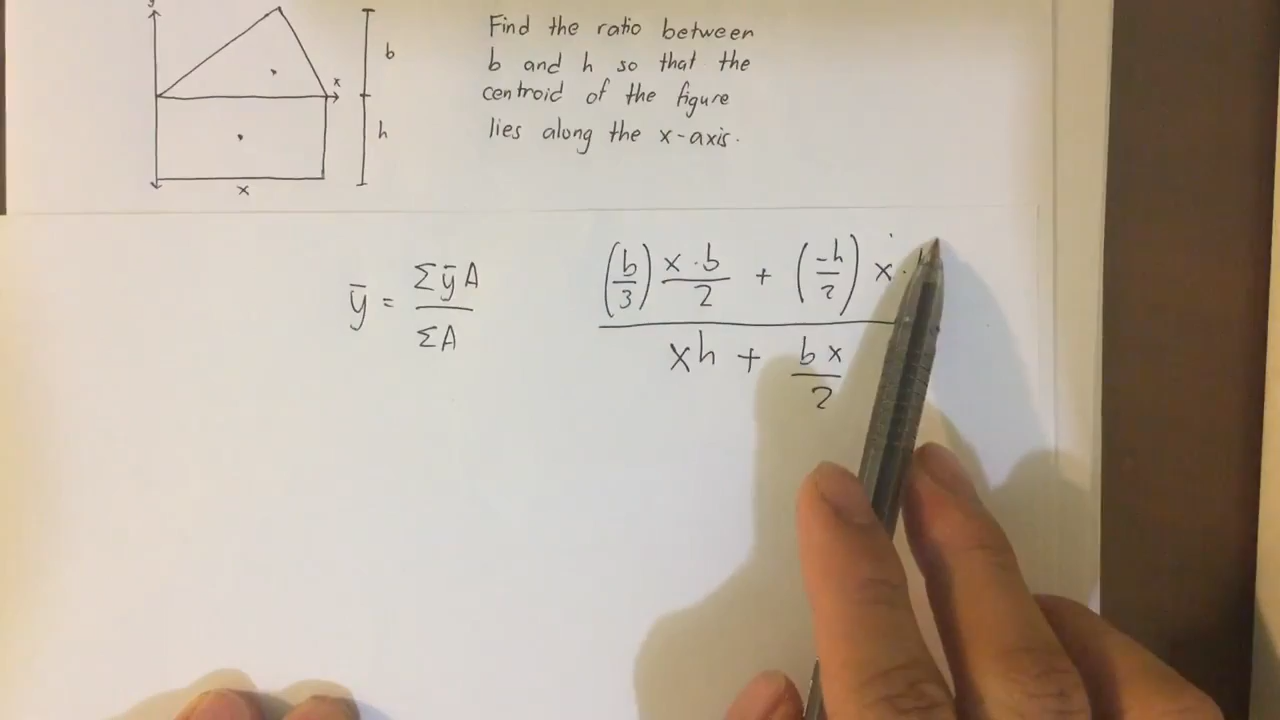 y
b
x
h
x
Find the ratio between
b and h so that the
centroid of the figure
lies along the x-axis.
ȳ = ΣȳA / ΣA
(b/3) x·b/2 + (-h/2) x·
xh + bx/2